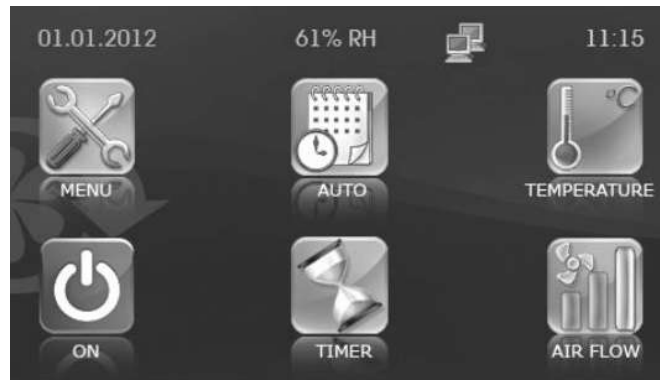 01.01.2012 61% RH 11:15
°C
MENU AUTO TEMPERATURE
ON TIMER AIR FLOW